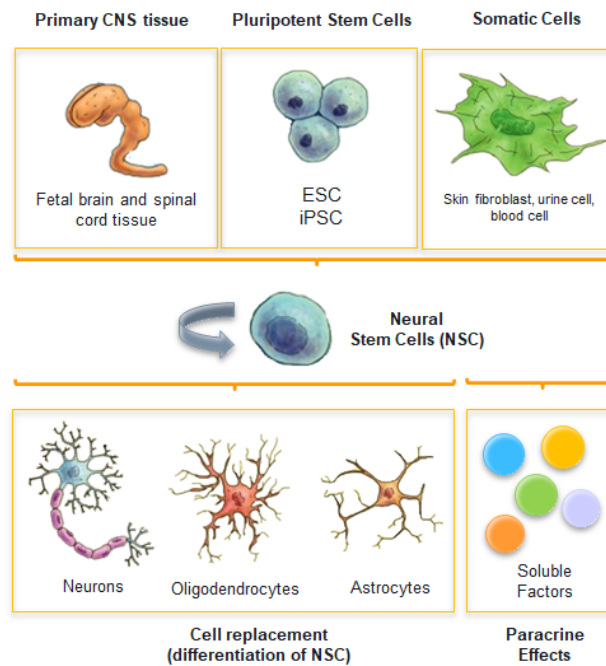 Primary CNS tissue
Pluripotent Stem Cells
Somatic Cells
Fetal brain and spinal
cord tissue
ESC
iPSC
Skin fibroblast, urine cell,
blood cell
Neural
Stem Cells (NSC)
Neurons
Oligodendrocytes
Astrocytes
Soluble
Factors
Cell replacement
(differentiation of NSC)
Paracrine
Effects